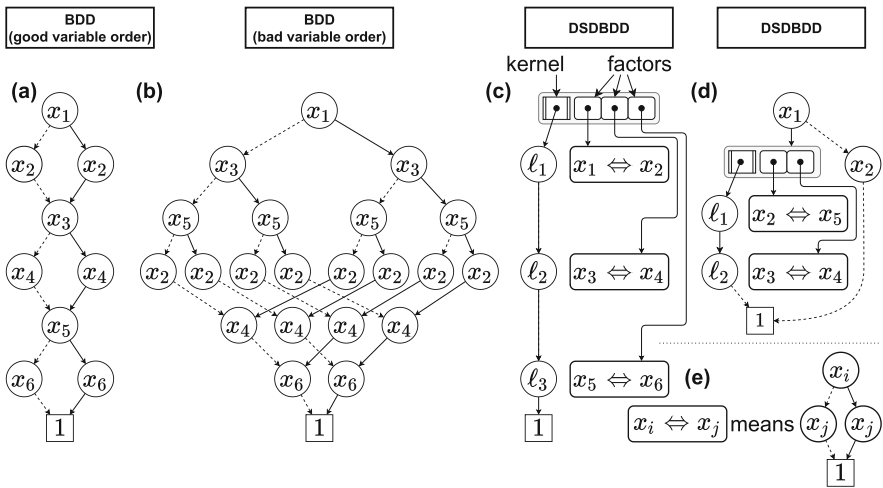 BDD
(good variable order)
BDD
(bad variable order)
DSDBDD
DSDBDD
kernel
factors
(a)
(b)
(c)
(d)
x₁
x₂ x₂
x₃
x₄ x₄
x₅
x₆ x₆
1
x₁
x₃ x₃
x₅ x₅ x₅ x₅
x₂ x₂ x₂ x₂ x₂ x₂ x₂ x₂
x₄ x₄ x₄ x₄
x₆ x₆
1
ℓ₁ x₁ ⇔ x₂
ℓ₂ x₃ ⇔ x₄
ℓ₃ x₅ ⇔ x₆
1
x₁
x₂
ℓ₁ x₂ ⇔ x₅
ℓ₂ x₃ ⇔ x₄
1
(e)
xᵢ ⇔ xⱼ means
xᵢ
xⱼ xⱼ
1